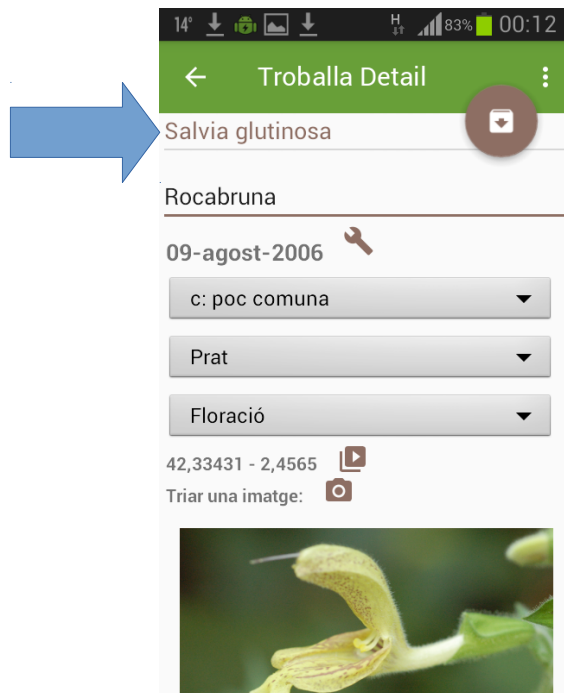 14° H 83% 00:12
Troballa Detail
Salvia glutinosa
Rocabruna
09-agost-2006
c: poc comuna
Prat
Floració
42,33431 - 2,4565
Triar una imatge: